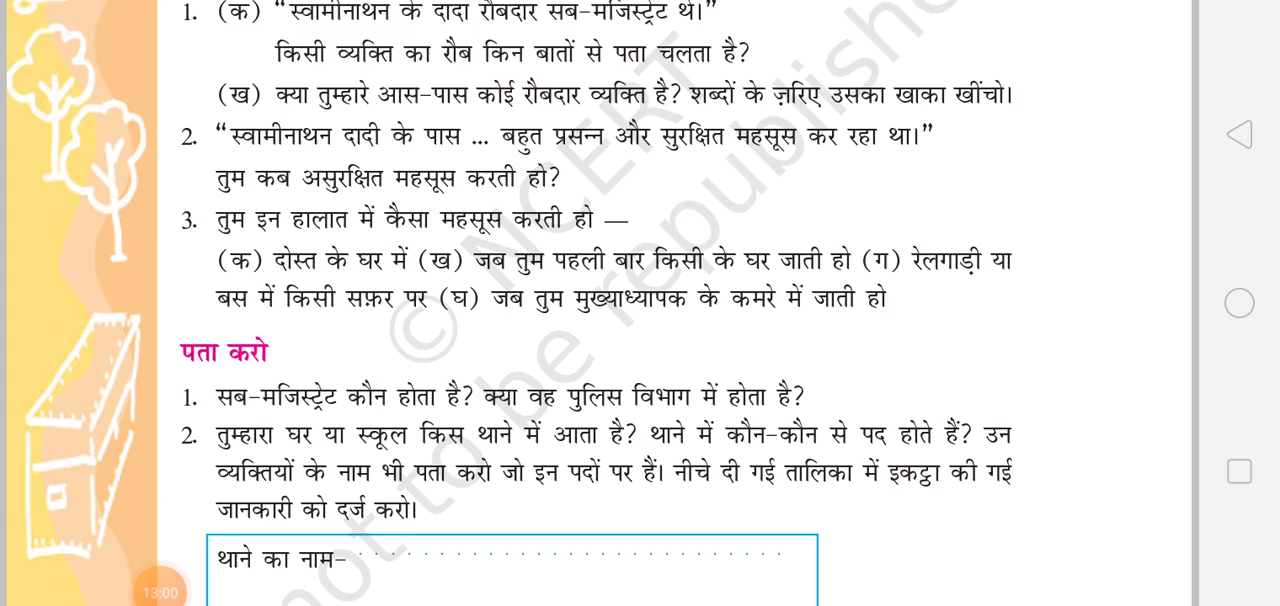 1. (क) “स्वामीनाथन के दादा रौबदार सब-मजिस्ट्रेट थे।”
किसी व्यक्ति का रौब किन बातों से पता चलता है?
(ख) क्या तुम्हारे आस-पास कोई रौबदार व्यक्ति है? शब्दों के ज़रिए उसका खाका खींचो।
2. “स्वामीनाथन दादी के पास ... बहुत प्रसन्न और सुरक्षित महसूस कर रहा था।”
तुम कब असुरक्षित महसूस करती हो?
3. तुम इन हालात में कैसा महसूस करती हो —
(क) दोस्त के घर में (ख) जब तुम पहली बार किसी के घर जाती हो (ग) रेलगाड़ी या
बस में किसी सफ़र पर (घ) जब तुम मुख्याध्यापक के कमरे में जाती हो
पता करो
1. सब-मजिस्ट्रेट कौन होता है? क्या वह पुलिस विभाग में होता है?
2. तुम्हारा घर या स्कूल किस थाने में आता है? थाने में कौन-कौन से पद होते हैं? उन
व्यक्तियों के नाम भी पता करो जो इन पदों पर हैं। नीचे दी गई तालिका में इकट्ठा की गई
जानकारी को दर्ज करो।
थाने का नाम- . . . . . . . . . . . . . . . . . . . . . . . . . . .
13:00
© NCERT
not to be republished